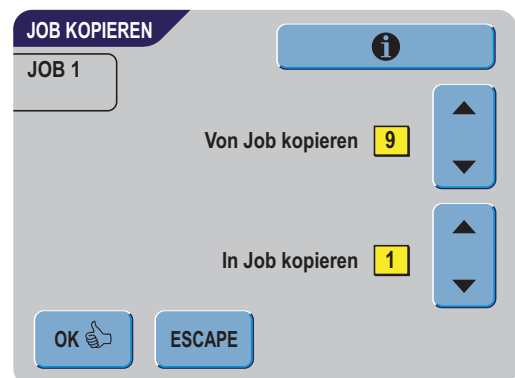 JOB KOPIEREN
JOB 1
Von Job kopieren 9
In Job kopieren 1
OK
ESCAPE